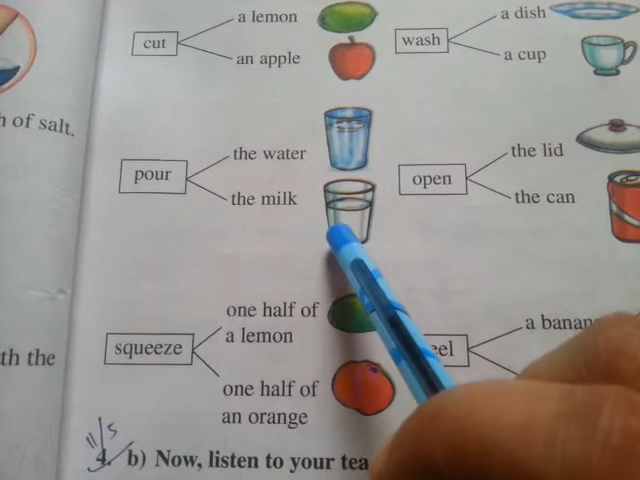 cut
a lemon
an apple
wash
a dish
a cup
of salt.
pour
the water
the milk
open
the lid
the can
squeeze
one half of
a lemon
one half of
an orange
th the
11/5
4. b) Now, listen to your tea